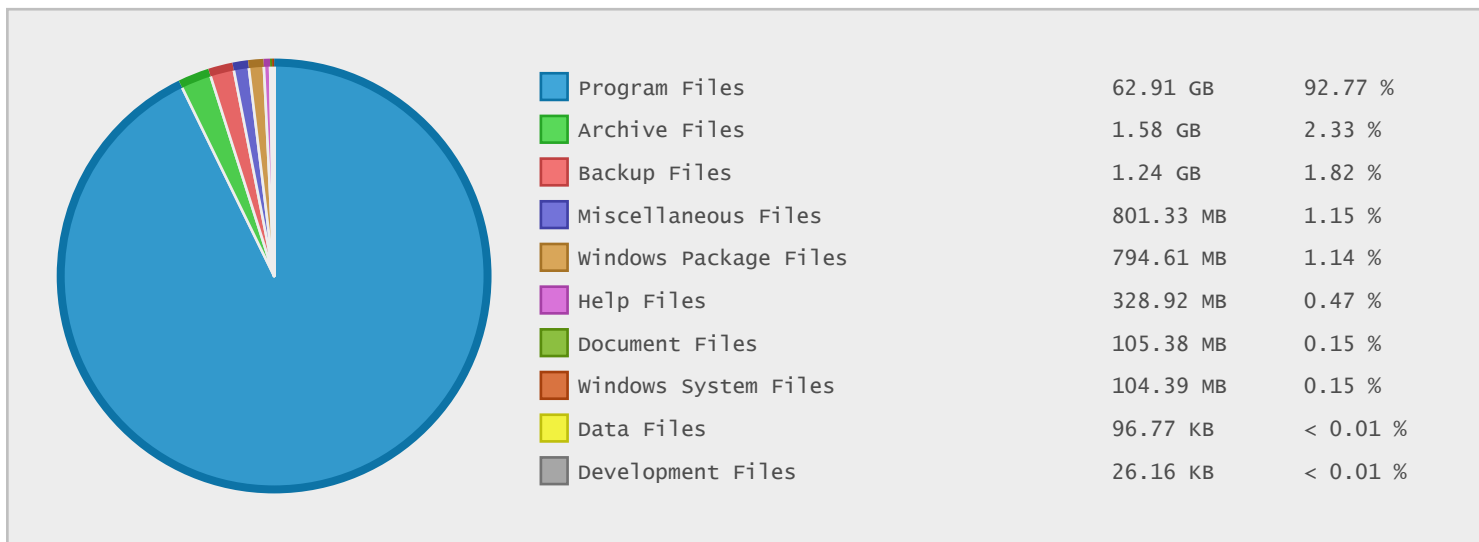 Program Files 62.91 GB 92.77 %
Archive Files 1.58 GB 2.33 %
Backup Files 1.24 GB 1.82 %
Miscellaneous Files 801.33 MB 1.15 %
Windows Package Files 794.61 MB 1.14 %
Help Files 328.92 MB 0.47 %
Document Files 105.38 MB 0.15 %
Windows System Files 104.39 MB 0.15 %
Data Files 96.77 KB < 0.01 %
Development Files 26.16 KB < 0.01 %